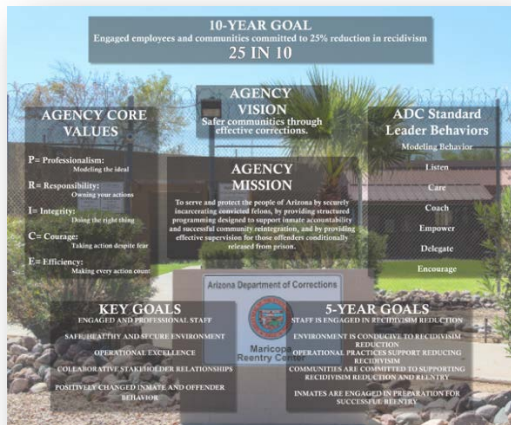 10-YEAR GOAL
Engaged employees and communities committed to 25% reduction in recidivism
25 IN 10
AGENCY
VISION
Safer communities through
effective corrections.
AGENCY CORE
VALUES
P= Professionalism:
Modeling the ideal
R= Responsibility:
Owning your actions
I= Integrity:
Doing the right thing
C= Courage:
Taking action despite fear
E= Efficiency:
Making every action count
AGENCY
MISSION
To serve and protect the people of Arizona by securely
incarcerating convicted felons, by providing structured
programming designed to support inmate accountability
and successful community reintegration, and by providing
effective supervision for those offenders conditionally
released from prison.
ADC Standard
Leader Behaviors
Modeling Behavior
Listen
Care
Coach
Empower
Delegate
Encourage
Arizona Department of Corrections
Maricopa
Reentry Center
KEY GOALS
ENGAGED AND PROFESSIONAL STAFF
SAFE, HEALTHY AND SECURE ENVIRONMENT
OPERATIONAL EXCELLENCE
COLLABORATIVE STAKEHOLDER RELATIONSHIPS
POSITIVELY CHANGED INMATE AND OFFENDER
BEHAVIOR
5-YEAR GOALS
STAFF IS ENGAGED IN RECIDIVISM REDUCTION
ENVIRONMENT IS CONDUCIVE TO RECIDIVISM
REDUCTION
OPERATIONAL PRACTICES SUPPORT REDUCING
RECIDIVISM
COMMUNITIES ARE COMMITTED TO SUPPORTING
RECIDIVISM REDUCTION AND REENTRY
INMATES ARE ENGAGED IN PREPARATION FOR
SUCCESSFUL REENTRY